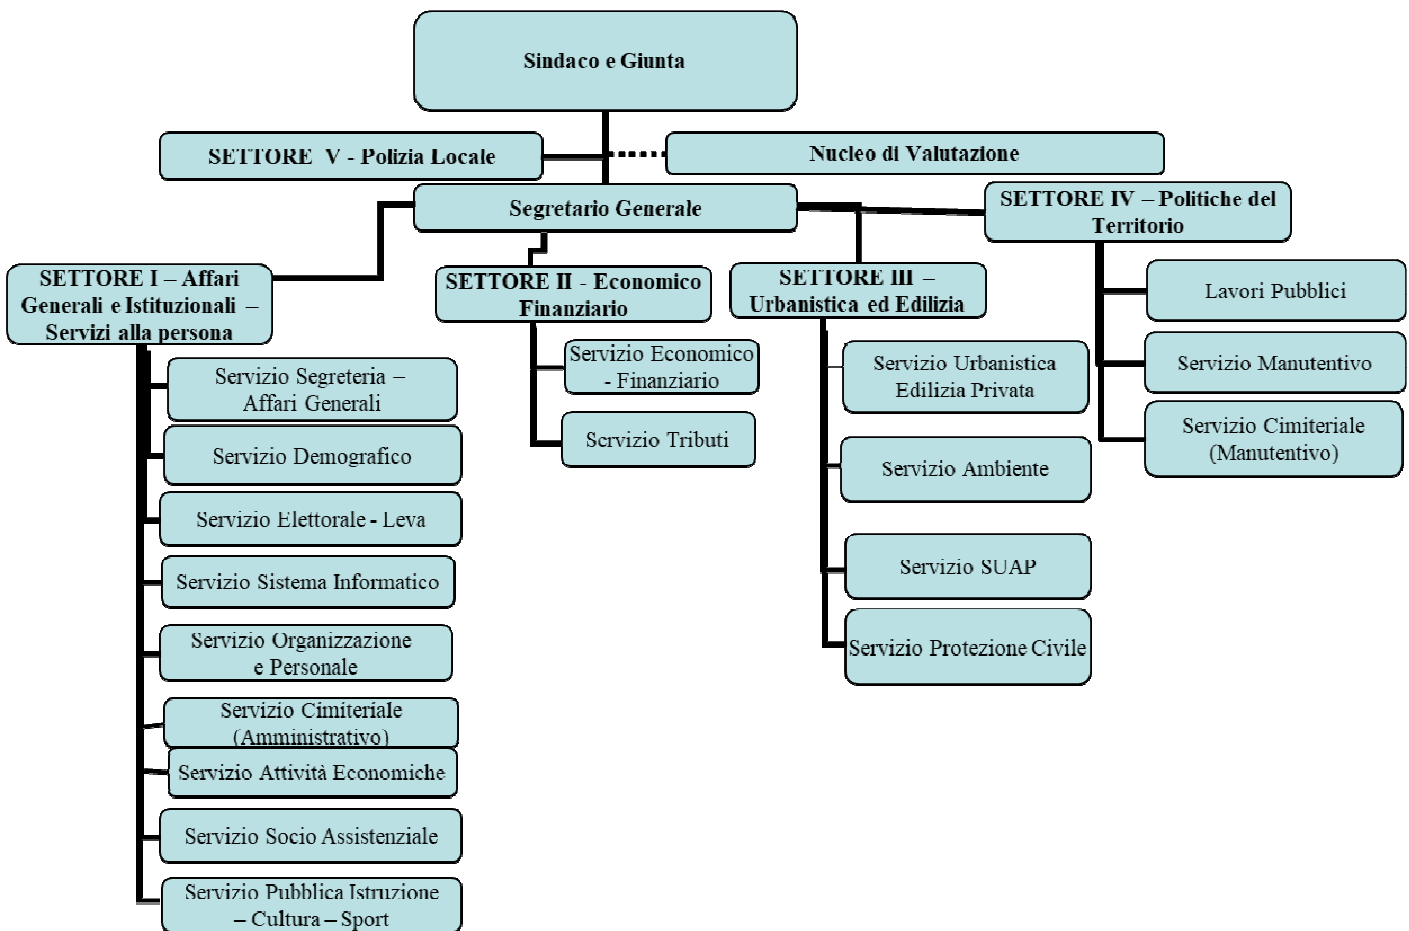 Sindaco e Giunta
SETTORE V - Polizia Locale
Nucleo di Valutazione
Segretario Generale
SETTORE IV – Politiche del
Territorio
SETTORE I – Affari
Generali e Istituzionali –
Servizi alla persona
SETTORE II - Economico
Finanziario
SETTORE III –
Urbanistica ed Edilizia
Lavori Pubblici
Servizio Manutentivo
Servizio Cimiteriale
(Manutentivo)
Servizio Economico
- Finanziario
Servizio Tributi
Servizio Urbanistica
Edilizia Privata
Servizio Ambiente
Servizio SUAP
Servizio Protezione Civile
Servizio Segreteria –
Affari Generali
Servizio Demografico
Servizio Elettorale - Leva
Servizio Sistema Informatico
Servizio Organizzazione
e Personale
Servizio Cimiteriale
(Amministrativo)
Servizio Attività Economiche
Servizio Socio Assistenziale
Servizio Pubblica Istruzione
– Cultura – Sport